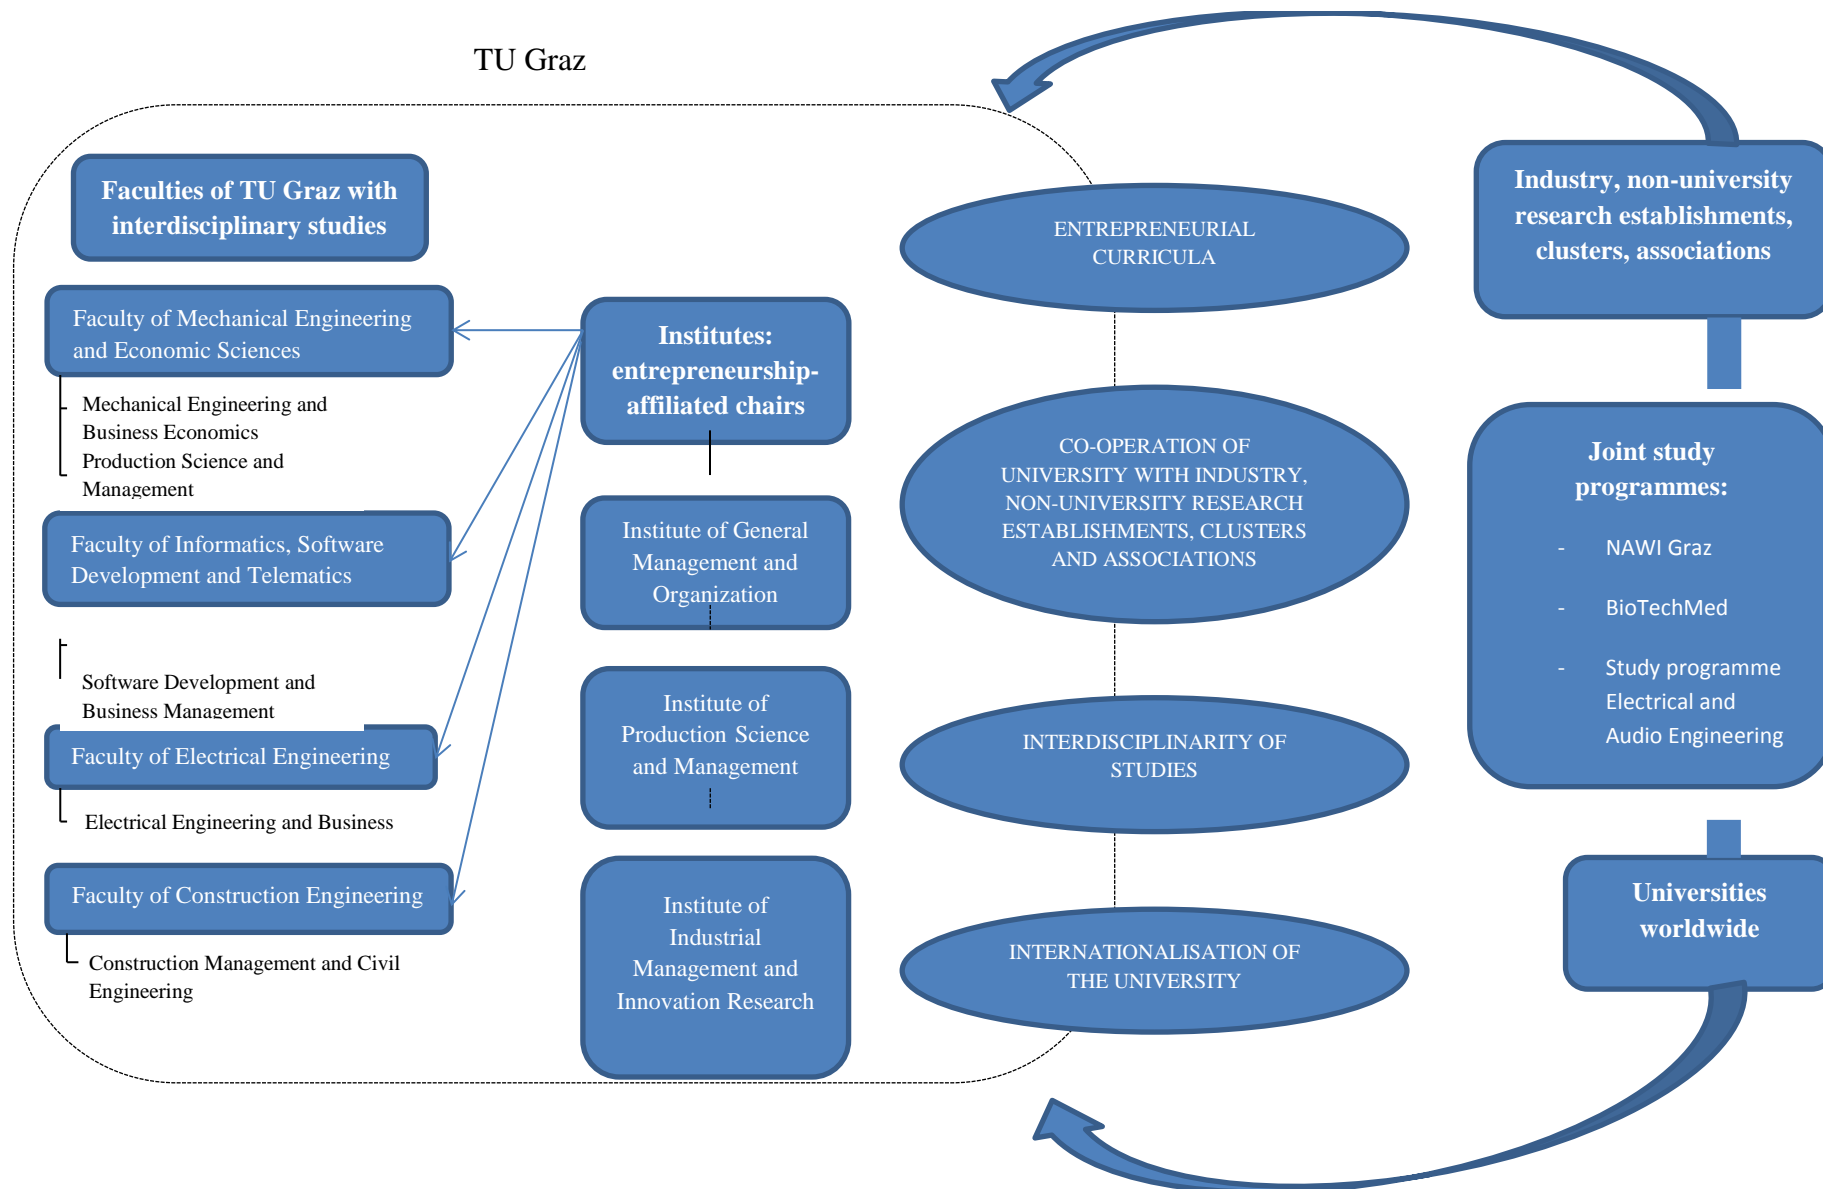 TU Graz
Faculties of TU Graz with
interdisciplinary studies
Faculty of Mechanical Engineering
and Economic Sciences
Mechanical Engineering and
Business Economics
Production Science and
Management
Faculty of Informatics, Software
Development and Telematics
Software Development and
Business Management
Faculty of Electrical Engineering
Electrical Engineering and Business
Faculty of Construction Engineering
Construction Management and Civil
Engineering
Institutes:
entrepreneurship-
affiliated chairs
Institute of General
Management and
Organization
Institute of
Production Science
and Management
Institute of
Industrial
Management and
Innovation Research
ENTREPRENEURIAL
CURRICULA
CO-OPERATION OF
UNIVERSITY WITH INDUSTRY,
NON-UNIVERSITY RESEARCH
ESTABLISHMENTS, CLUSTERS
AND ASSOCIATIONS
INTERDISCIPLINARITY OF
STUDIES
INTERNATIONALISATION OF
THE UNIVERSITY
Industry, non-university
research establishments,
clusters, associations
Joint study
programmes:
- NAWI Graz
- BioTechMed
- Study programme
Electrical and
Audio Engineering
Universities
worldwide